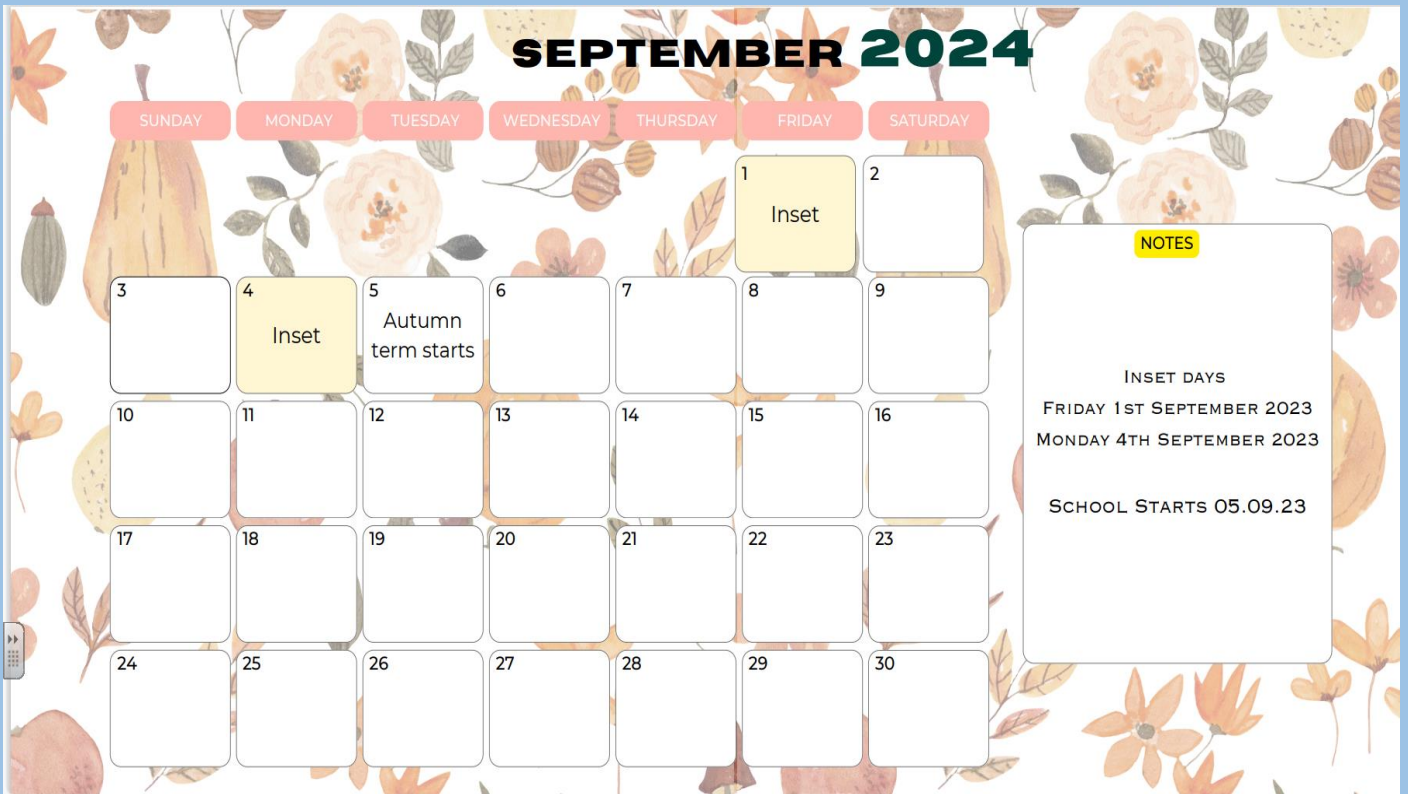 SEPTEMBER 2024
SUNDAY MONDAY TUESDAY WEDNESDAY THURSDAY FRIDAY SATURDAY
1 2
Inset
3 4 5 6 7 8 9
Inset
Autumn
term starts
10 11 12 13 14 15 16
17 18 19 20 21 22 23
24 25 26 27 28 29 30
NOTES
INSET DAYS
FRIDAY 1ST SEPTEMBER 2023
MONDAY 4TH SEPTEMBER 2023
SCHOOL STARTS 05.09.23